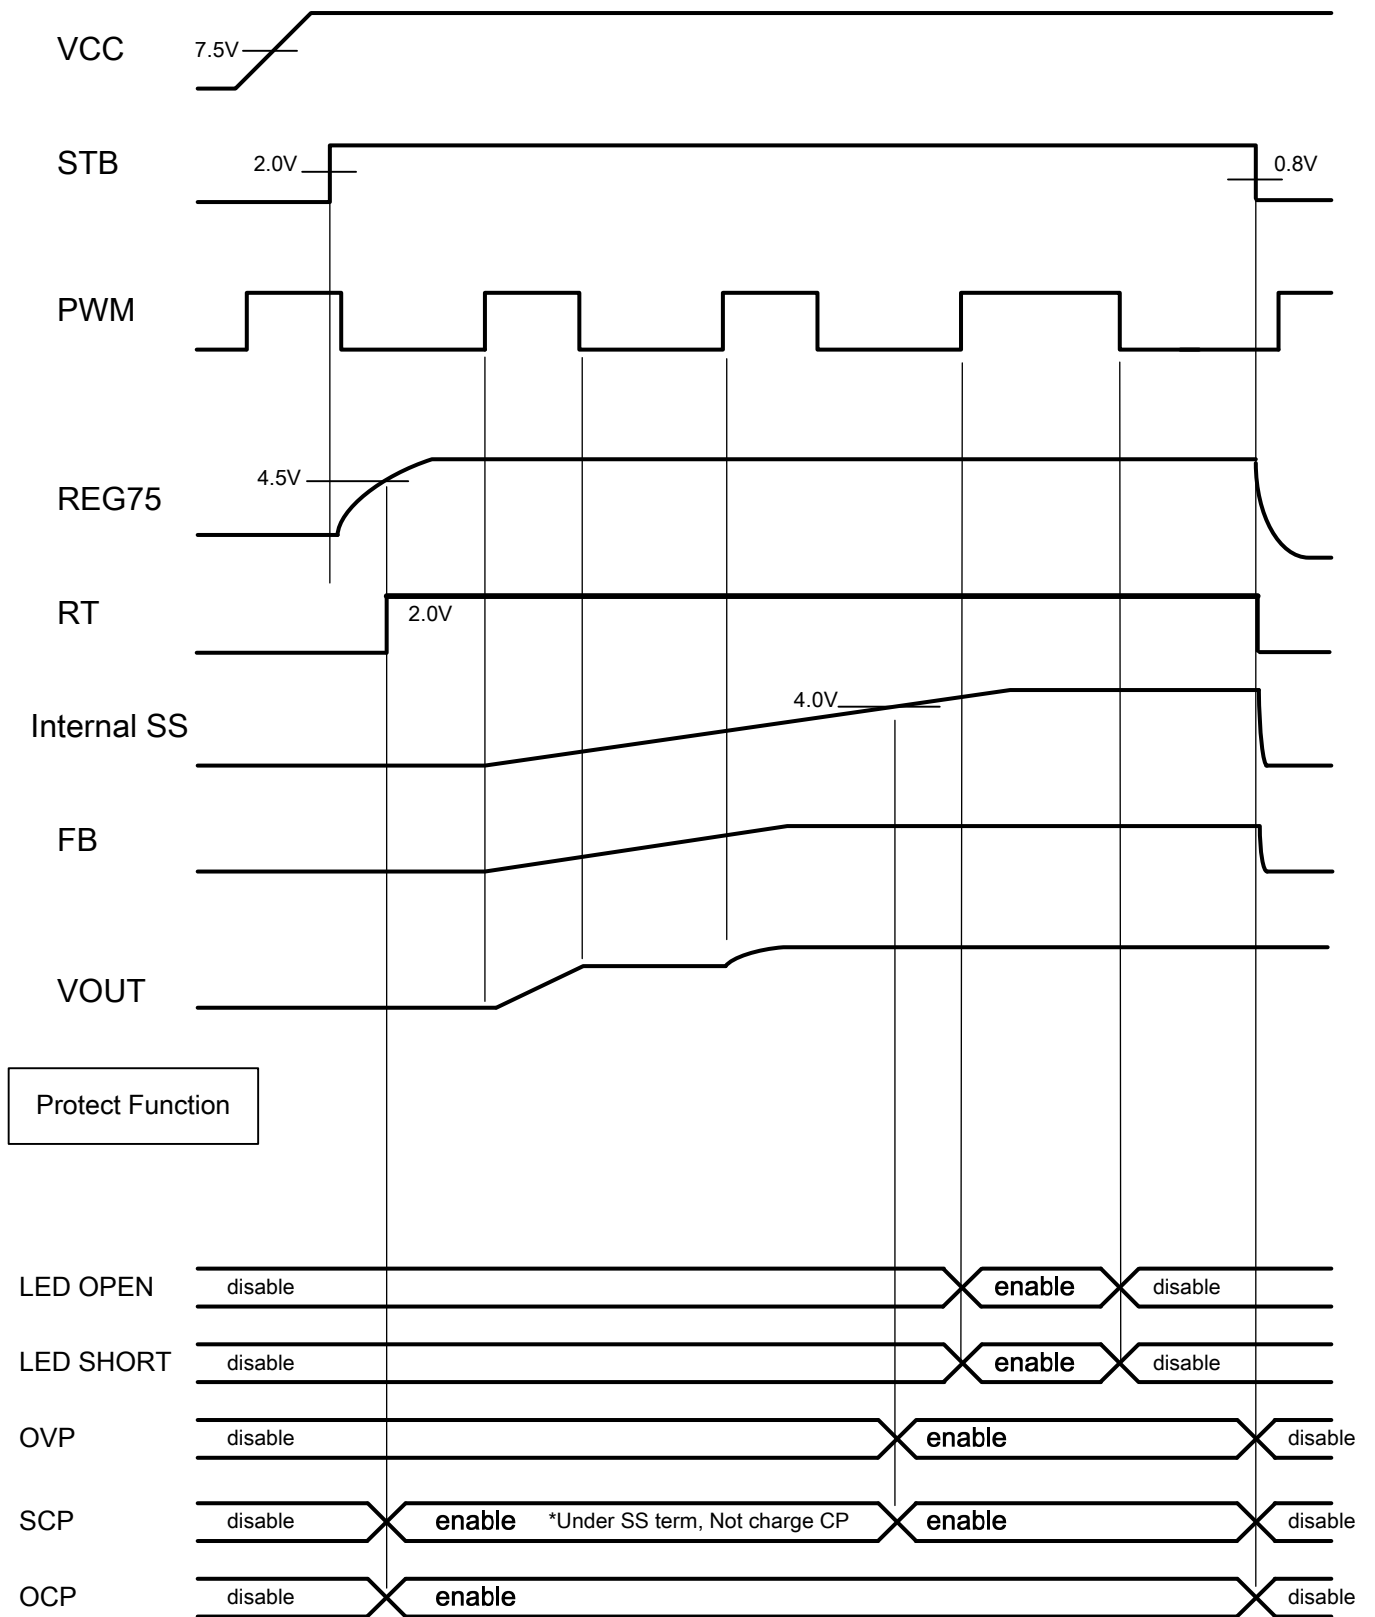 VCC
7.5V
STB
2.0V
0.8V
PWM
4.5V
REG75
RT
2.0V
4.0V
Internal SS
FB
VOUT
Protect Function
LED OPEN disable enable disable
LED SHORT disable enable disable
OVP disable enable disable
SCP disable enable *Under SS term, Not charge CP enable disable
OCP disable enable disable